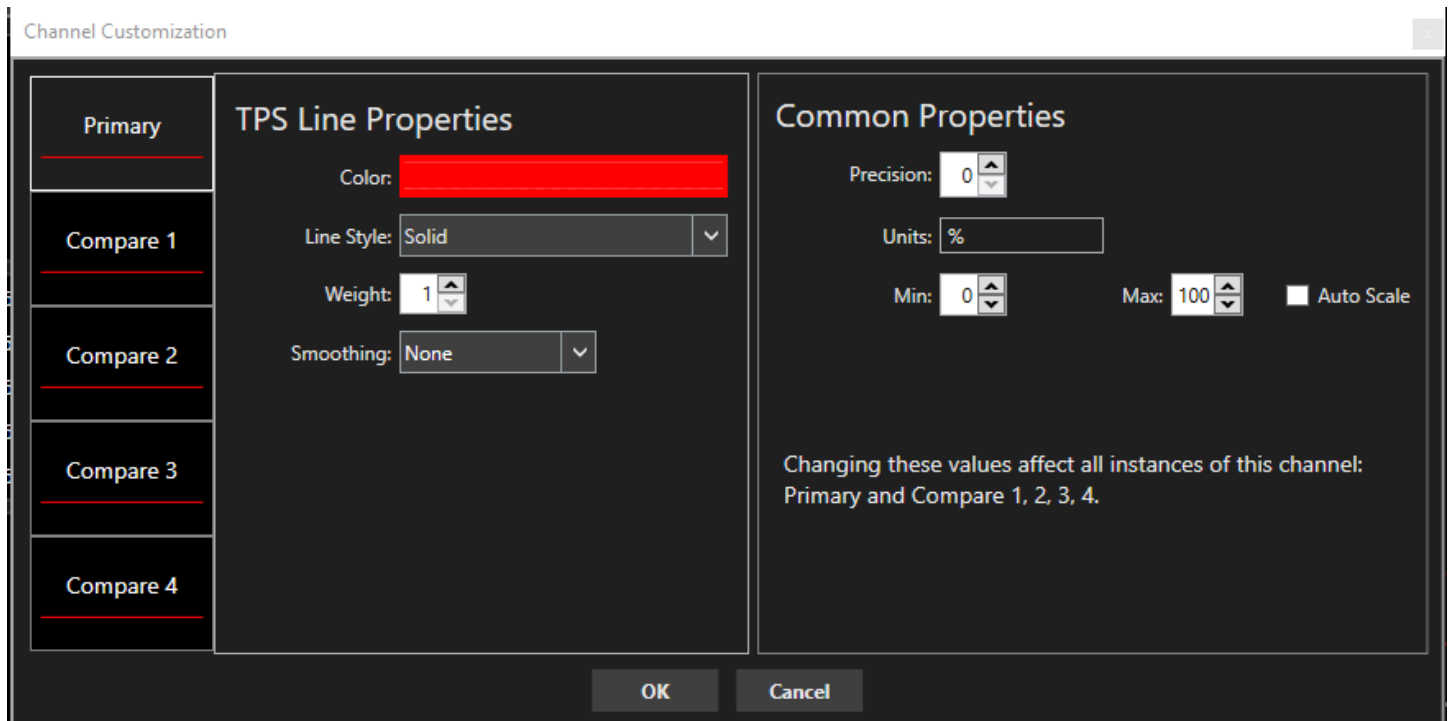 Channel Customization
x
Primary
Compare 1
Compare 2
Compare 3
Compare 4
TPS Line Properties
Color:
Line Style: Solid
Weight: 1
Smoothing: None
Common Properties
Precision: 0
Units: %
Min: 0 Max: 100 Auto Scale
Changing these values affect all instances of this channel:
Primary and Compare 1, 2, 3, 4.
OK Cancel